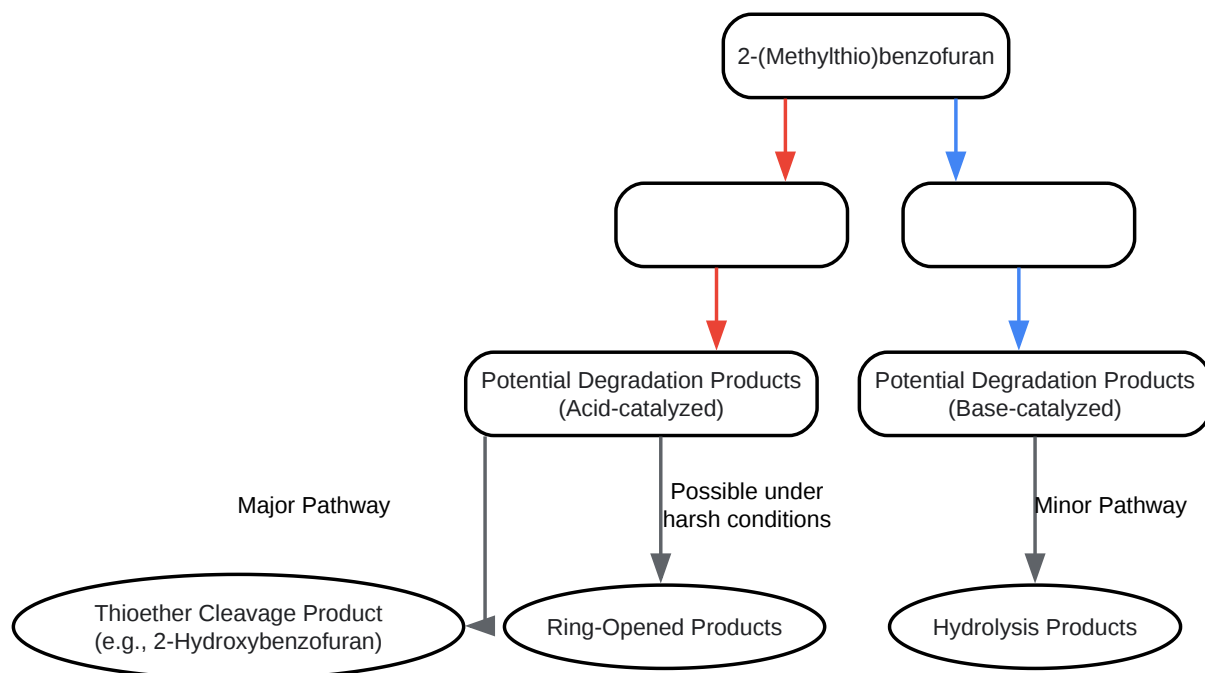 2-(Methylthio)benzofuran
Potential Degradation Products
(Acid-catalyzed)
Potential Degradation Products
(Base-catalyzed)
Major Pathway
Possible under
harsh conditions
Minor Pathway
Thioether Cleavage Product
(e.g., 2-Hydroxybenzofuran)
Ring-Opened Products
Hydrolysis Products